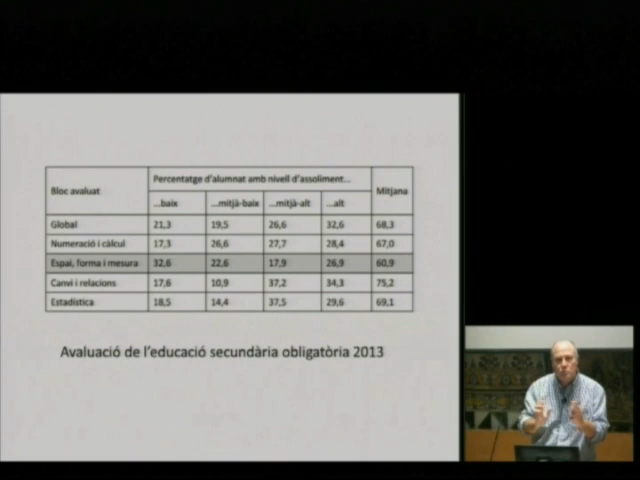 Bloc avaluat Percentatge d'alumnat amb nivell d'assoliment... Mitjana
...baix ...mitjà-baix ...mitjà-alt ...alt
Global 21,3 19,5 26,6 32,6 68,3
Numeració i càlcul 17,3 26,6 27,7 28,4 67,0
Espai, forma i mesura 32,6 22,6 17,9 26,9 60,9
Canvi i relacions 17,6 10,9 37,2 34,3 75,2
Estadística 18,5 14,4 37,5 29,6 69,1
Avaluació de l'educació secundària obligatòria 2013